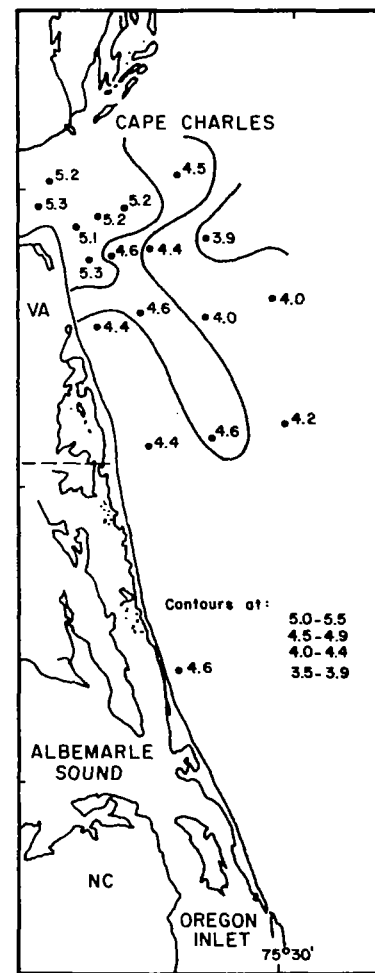 CAPE CHARLES
4.5
5.2
5.3
5.2
5.2
5.1
3.9
4.6
4.4
5.3
4.0
VA
4.6
4.0
4.4
4.2
4.6
4.4
Contours at:
5.0-5.5
4.5-4.9
4.0-4.4
3.5-3.9
4.6
ALBEMARLE
SOUND
NC
OREGON
INLET
75°30'